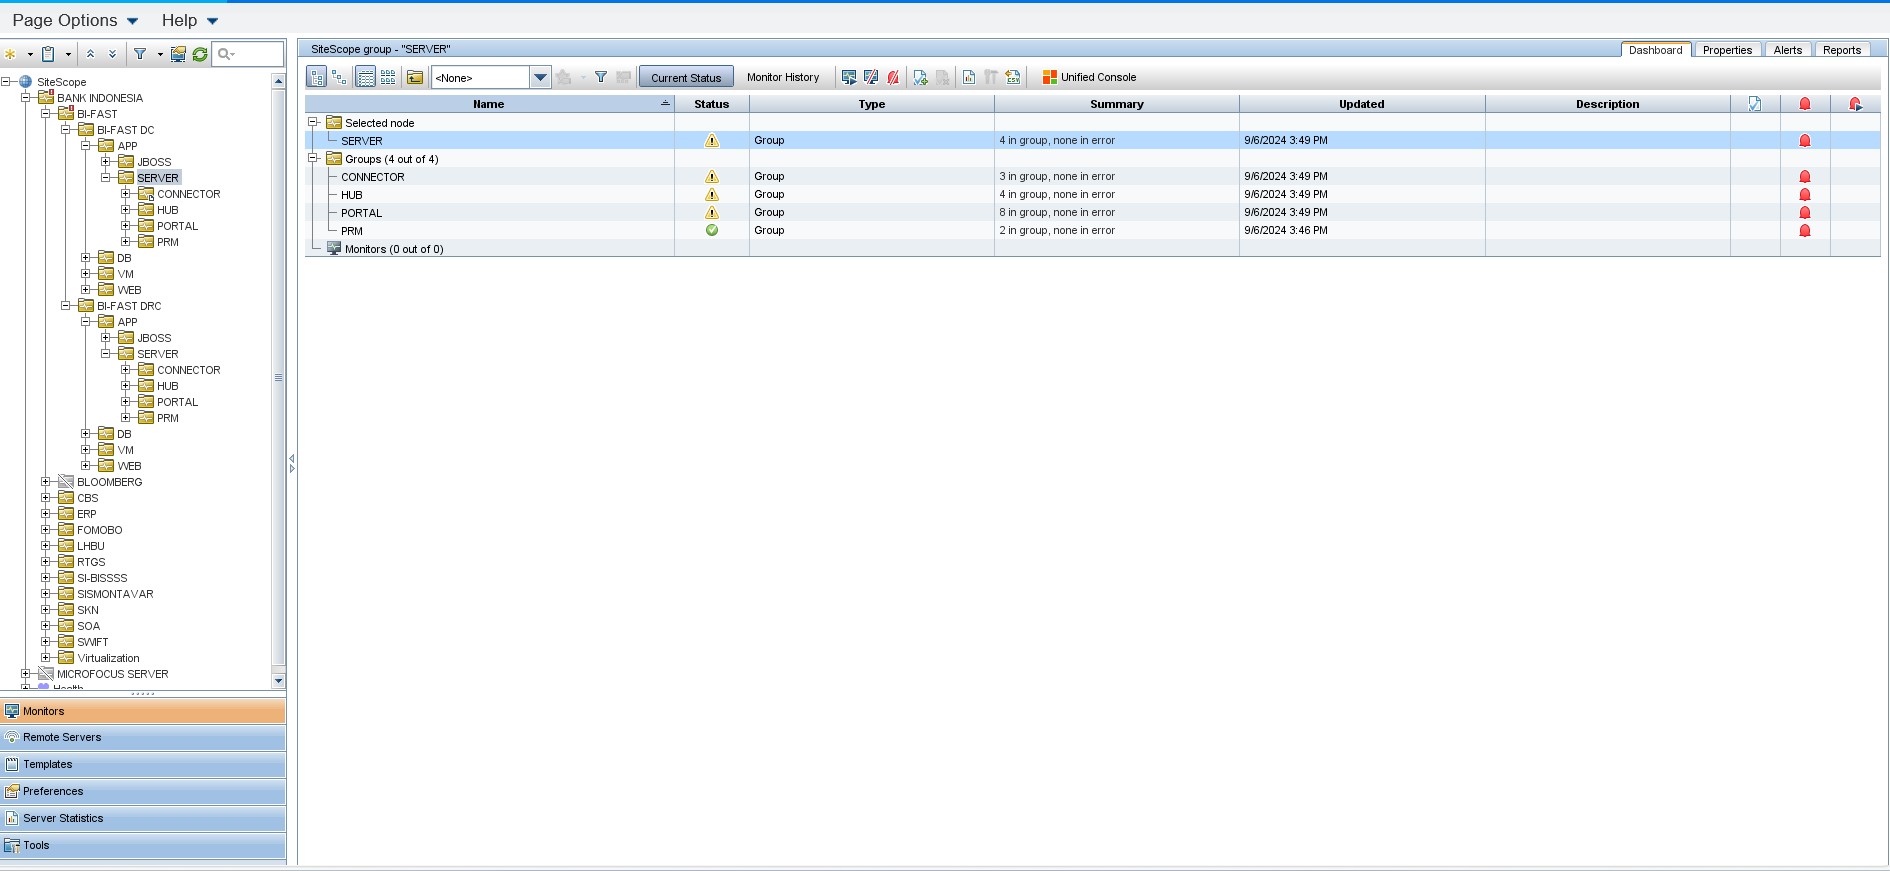 Page Options Help
SiteScope
BANK INDONESIA
BI-FAST
BI-FAST DC
APP
JBOSS
SERVER
CONNECTOR
HUB
PORTAL
PRM
DB
VM
WEB
BI-FAST DRC
APP
JBOSS
SERVER
CONNECTOR
HUB
PORTAL
PRM
DB
VM
WEB
BLOOMBERG
CBS
ERP
FOMOBO
LHBU
RTGS
SI-BISSSS
SISMONTAVAR
SKN
SOA
SWIFT
Virtualization
MICROFOCUS SERVER
Health
Monitors
Remote Servers
Templates
Preferences
Server Statistics
Tools
SiteScope group - "SERVER"
Dashboard Properties Alerts Reports
<None> Current Status Monitor History CSV Unified Console
Name Status Type Summary Updated Description
Selected node
SERVER Group 4 in group, none in error 9/6/2024 3:49 PM
Groups (4 out of 4)
CONNECTOR Group 3 in group, none in error 9/6/2024 3:49 PM
HUB Group 4 in group, none in error 9/6/2024 3:49 PM
PORTAL Group 8 in group, none in error 9/6/2024 3:49 PM
PRM Group 2 in group, none in error 9/6/2024 3:46 PM
Monitors (0 out of 0)